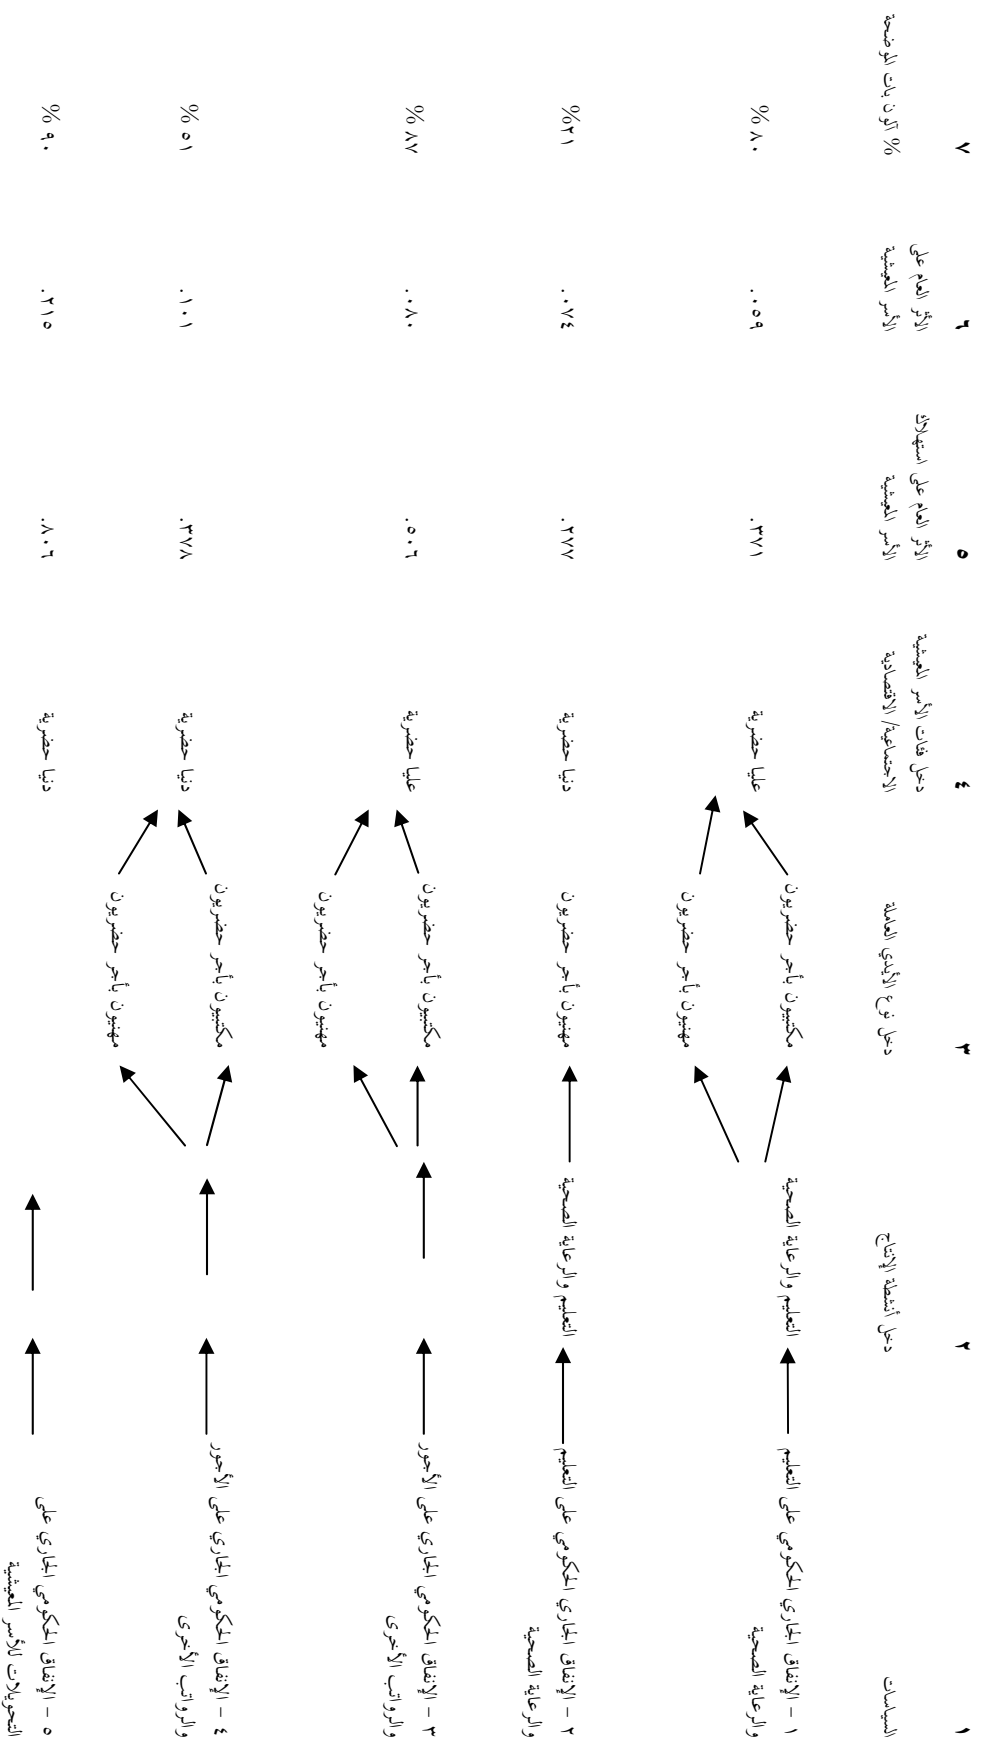 ١
السياسات
٢
دخل أنشطة الإنتاج
٣
دخل نوع الأيدي العاملة
٤
دخل فئات الأسر المعيشية
الاجتماعية/ الاقتصادية
٥
الأثر العام على استهلاك
الأسر المعيشية
٦
الأثر العام على
الأسر المعيشية
٧
% آلون بات الموضحة
١ – الإنفاق الجاري الحكومي على التعليم
والرعاية الصحية
التعليم والرعاية الصحية
مكتبيون بأجر حضريون
مهنيون بأجر حضريون
عليا حضرية
.٣٧١
.٠٥٩
% ٨٠
٢ – الإنفاق الجاري الحكومي على التعليم
والرعاية الصحية
التعليم والرعاية الصحية
مهنيون بأجر حضريون
دنيا حضرية
.٢٧٧
.٠٧٤
%٢١
٣ – الإنفاق الحكومي الجاري على الأجور
والرواتب الأخرى
مكتبيون بأجر حضريون
مهنيون بأجر حضريون
عليا حضرية
.٥٠٦
.٠٨٠
% ٨٧
٤ – الإنفاق الحكومي الجاري على الأجور
والرواتب الأخرى
مكتبيون بأجر حضريون
مهنيون بأجر حضريون
دنيا حضرية
.٣٧٨
.١٠١
% ٥١
٥ – الإنفاق الحكومي الجاري على
التحويلات للأسر المعيشية
دنيا حضرية
.٨٠٦
.٢١٥
% ٩٠